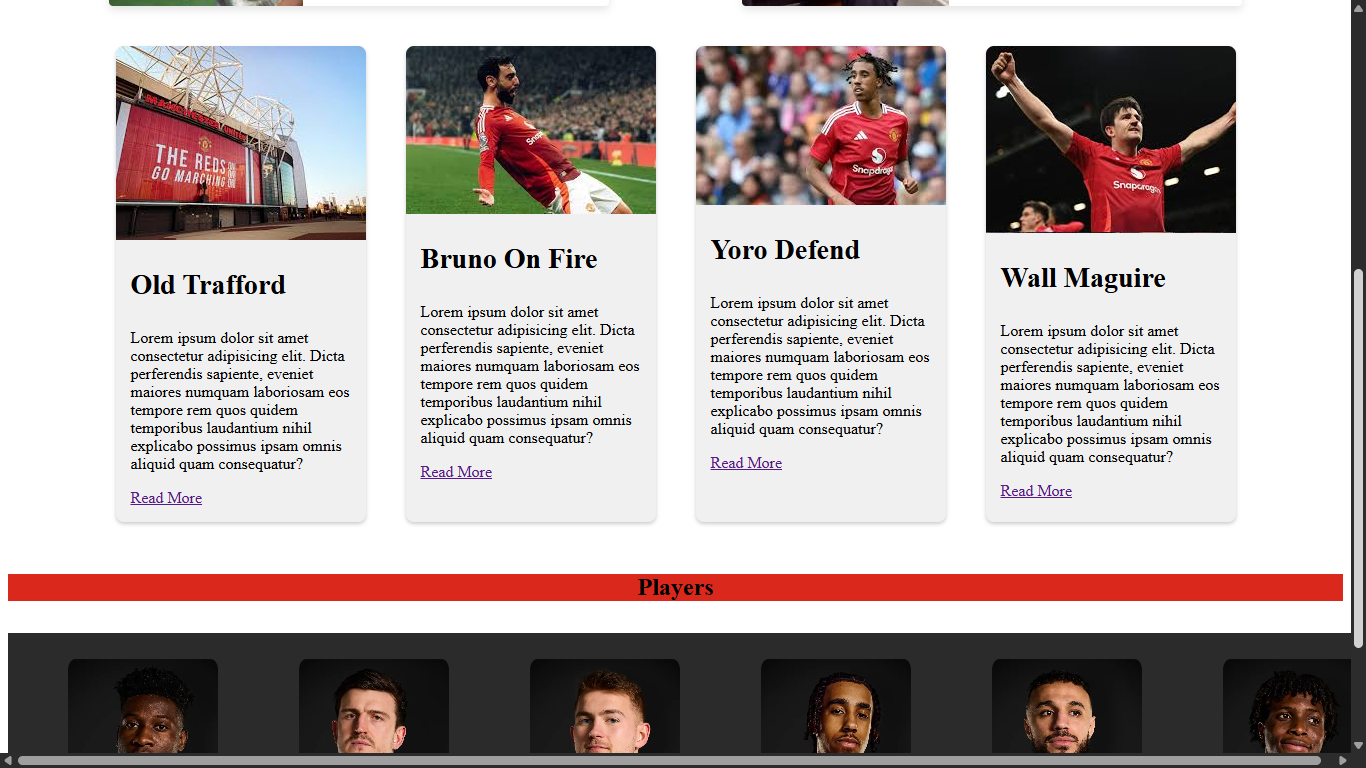 MANCHESTER UNITED
THE REDS
GO MARCHING
ON
ON
ON
Snapdragon
Snapdragon
Old Trafford
Lorem ipsum dolor sit amet
consectetur adipisicing elit. Dicta
perferendis sapiente, eveniet
maiores numquam laboriosam eos
tempore rem quos quidem
temporibus laudantium nihil
explicabo possimus ipsam omnis
aliquid quam consequatur?
Read More
Bruno On Fire
Lorem ipsum dolor sit amet
consectetur adipisicing elit. Dicta
perferendis sapiente, eveniet
maiores numquam laboriosam eos
tempore rem quos quidem
temporibus laudantium nihil
explicabo possimus ipsam omnis
aliquid quam consequatur?
Read More
Yoro Defend
Lorem ipsum dolor sit amet
consectetur adipisicing elit. Dicta
perferendis sapiente, eveniet
maiores numquam laboriosam eos
tempore rem quos quidem
temporibus laudantium nihil
explicabo possimus ipsam omnis
aliquid quam consequatur?
Read More
Wall Maguire
Lorem ipsum dolor sit amet
consectetur adipisicing elit. Dicta
perferendis sapiente, eveniet
maiores numquam laboriosam eos
tempore rem quos quidem
temporibus laudantium nihil
explicabo possimus ipsam omnis
aliquid quam consequatur?
Read More
Players